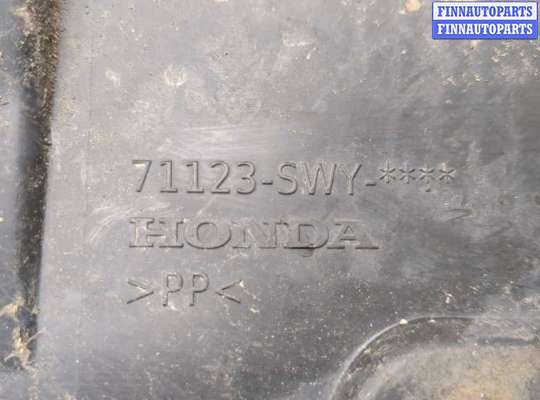 FINNAUTOPARTS
FINNAUTOPARTS
71123-SWY-****
HONDA
>PP<